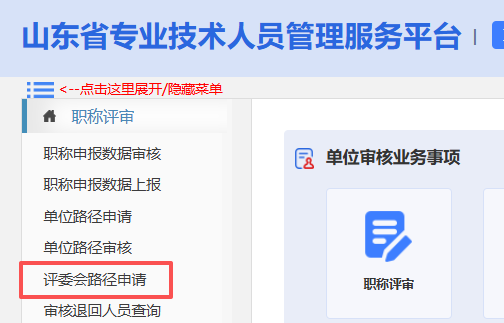 山东省专业技术人员管理服务平台 |
<--点击这里展开/隐藏菜单
职称评审
职称申报数据审核
职称申报数据上报
单位路径申请
单位路径审核
评委会路径申请
审核退回人员查询
单位审核业务事项
职称评审